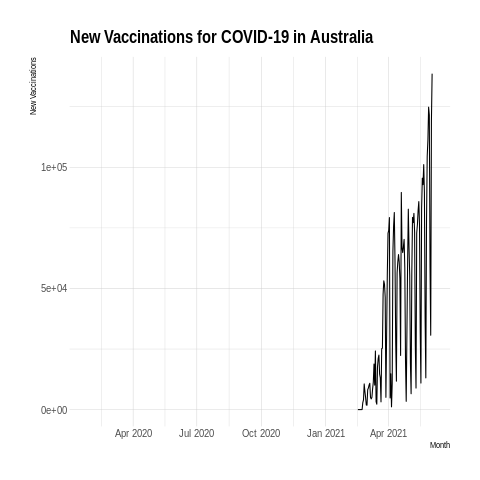 New Vaccinations for COVID-19 in Australia
New Vaccinations
1e+05
5e+04
0e+00
Apr 2020 Jul 2020 Oct 2020 Jan 2021 Apr 2021
Month